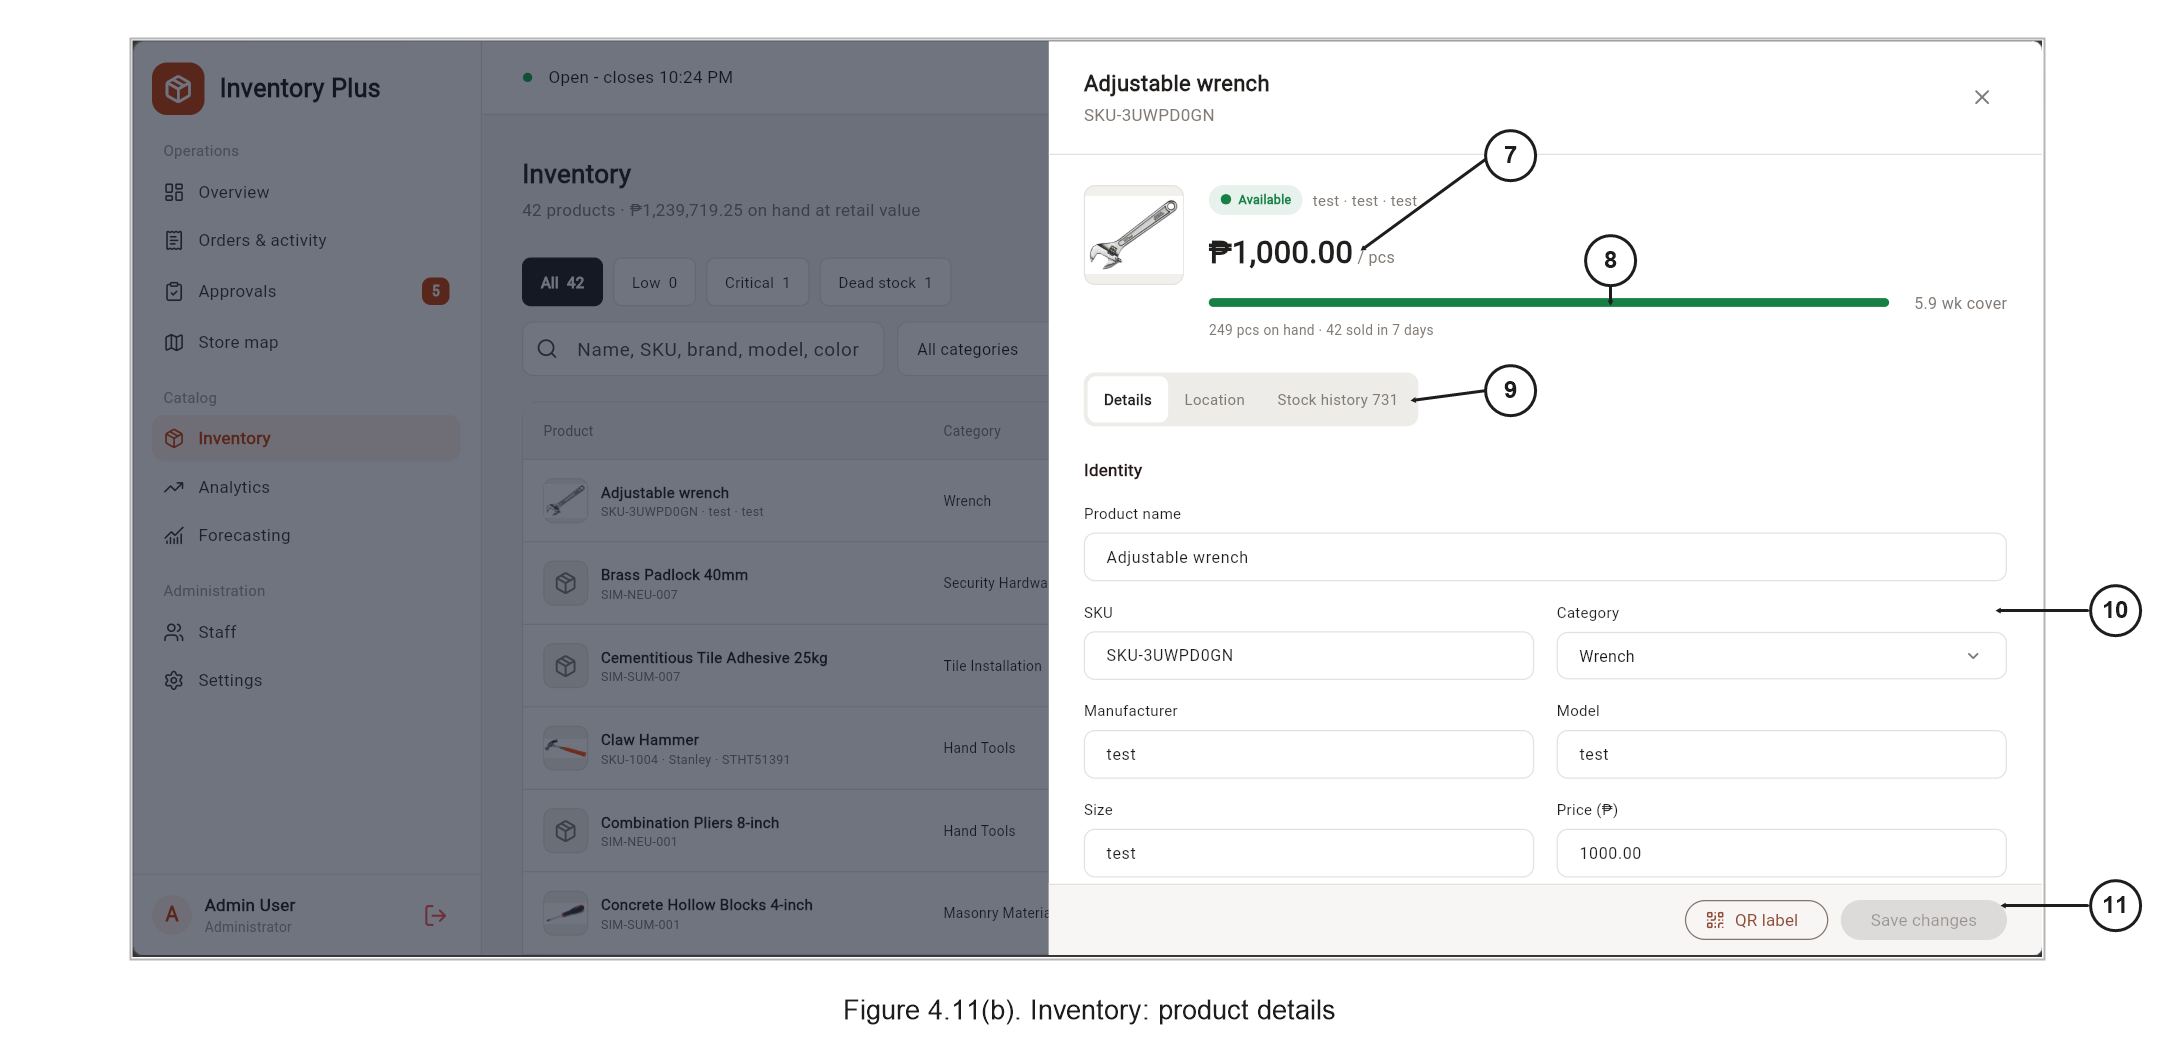 Inventory Plus
Operations
Overview
Orders & activity
Approvals 5
Store map
Catalog
Inventory
Analytics
Forecasting
Administration
Staff
Settings
A
Admin User
Administrator
Open - closes 10:24 PM
Inventory
42 products · ₱1,239,719.25 on hand at retail value
All 42 Low 0 Critical 1 Dead stock 1
Name, SKU, brand, model, color All categories
Product Category
Adjustable wrench Wrench
SKU-3UWPD0GN · test · test
Brass Padlock 40mm Security Hardwa
SIM-NEU-007
Cementitious Tile Adhesive 25kg Tile Installation
SIM-SUM-007
Claw Hammer Hand Tools
SKU-1004 · Stanley · STHT51391
Combination Pliers 8-inch Hand Tools
SIM-NEU-001
Concrete Hollow Blocks 4-inch Masonry Materia
SIM-SUM-001
Adjustable wrench
SKU-3UWPD0GN
7
Available test · test · test
₱1,000.00 / pcs
8
5.9 wk cover
249 pcs on hand · 42 sold in 7 days
Details Location Stock history 731
9
Identity
Product name
Adjustable wrench
SKU Category
10
SKU-3UWPD0GN Wrench
Manufacturer Model
test test
Size Price (₱)
test 1000.00
QR label Save changes
11
Figure 4.11(b). Inventory: product details